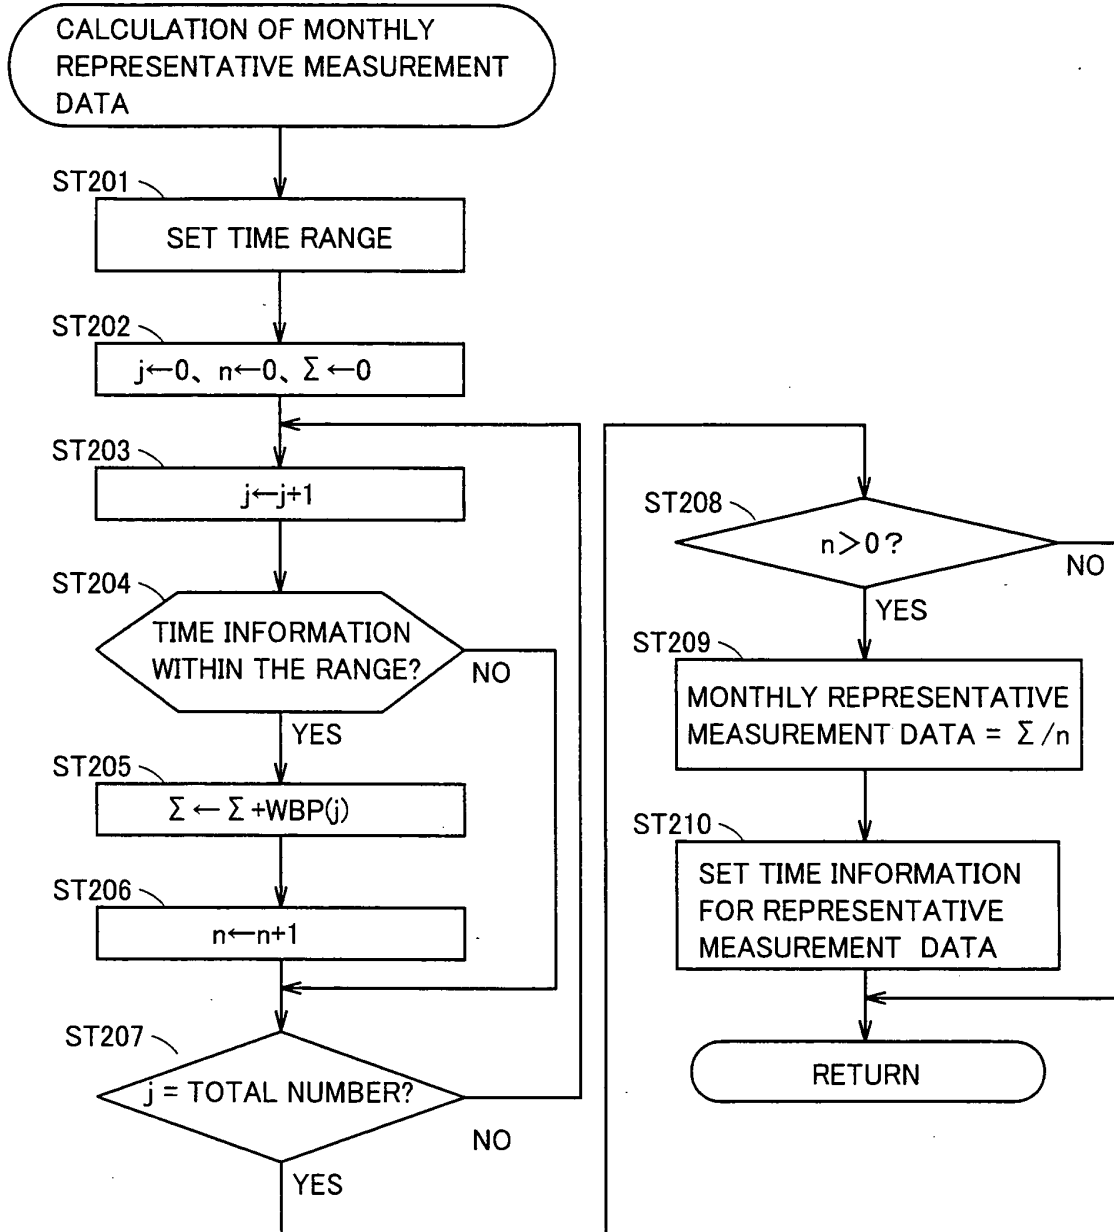 CALCULATION OF MONTHLY
REPRESENTATIVE MEASUREMENT
DATA
ST201
SET TIME RANGE
ST202
j←0、n←0、Σ←0
ST203
j←j+1
ST204
TIME INFORMATION
WITHIN THE RANGE?
NO
YES
ST205
Σ←Σ+WBP(j)
ST206
n←n+1
ST207
j = TOTAL NUMBER?
NO
YES
ST208
n>0?
NO
YES
ST209
MONTHLY REPRESENTATIVE
MEASUREMENT DATA = Σ/n
ST210
SET TIME INFORMATION
FOR REPRESENTATIVE
MEASUREMENT DATA
RETURN